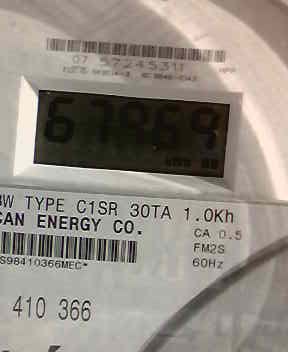 07 57245311
67869
3W TYPE C1SR 30TA 1.0Kh
CAN ENERGY CO.
CA 0.5
FM2S
60Hz
S98410366MEC*
410 366